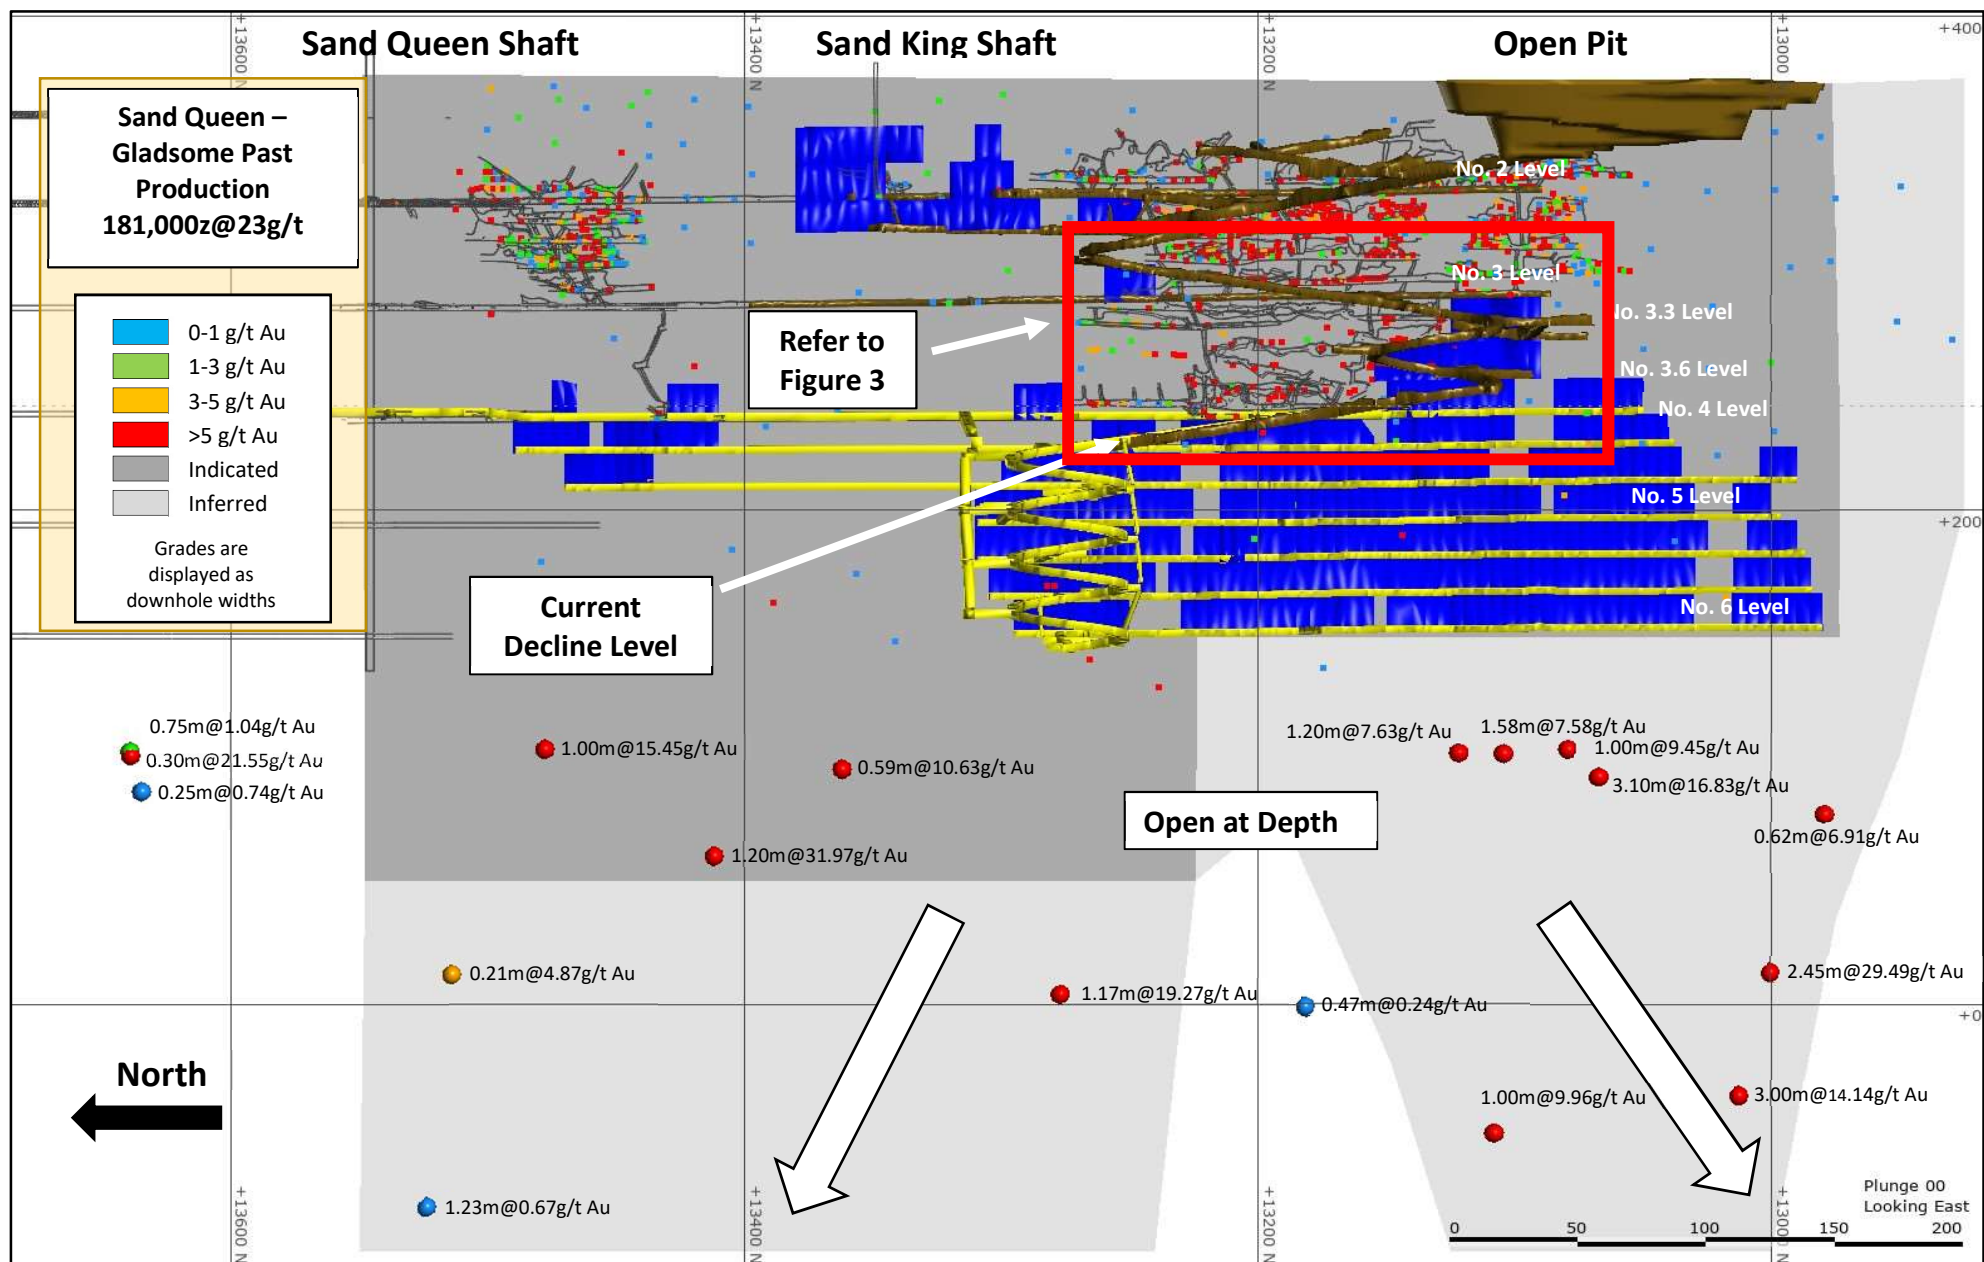 Sand Queen Shaft
Sand King Shaft
Open Pit
+13600 N
+13400 N
+13200 N
+13000 N
+400
Sand Queen –
Gladsome Past
Production
181,000z@23g/t
0-1 g/t Au
1-3 g/t Au
3-5 g/t Au
>5 g/t Au
Indicated
Inferred
Grades are
displayed as
downhole widths
No. 2 Level
No. 3 Level
No. 3.3 Level
No. 3.6 Level
No. 4 Level
No. 5 Level
No. 6 Level
Refer to
Figure 3
+200
Current
Decline Level
0.75m@1.04g/t Au
0.30m@21.55g/t Au
0.25m@0.74g/t Au
1.00m@15.45g/t Au
0.59m@10.63g/t Au
1.20m@31.97g/t Au
1.20m@7.63g/t Au
1.58m@7.58g/t Au
1.00m@9.45g/t Au
3.10m@16.83g/t Au
0.62m@6.91g/t Au
Open at Depth
0.21m@4.87g/t Au
1.17m@19.27g/t Au
0.47m@0.24g/t Au
2.45m@29.49g/t Au
+0
North
1.00m@9.96g/t Au
3.00m@14.14g/t Au
1.23m@0.67g/t Au
+13600 N
+13400 N
+13200 N
+13000 N
Plunge 00
Looking East
0 50 100 150 200